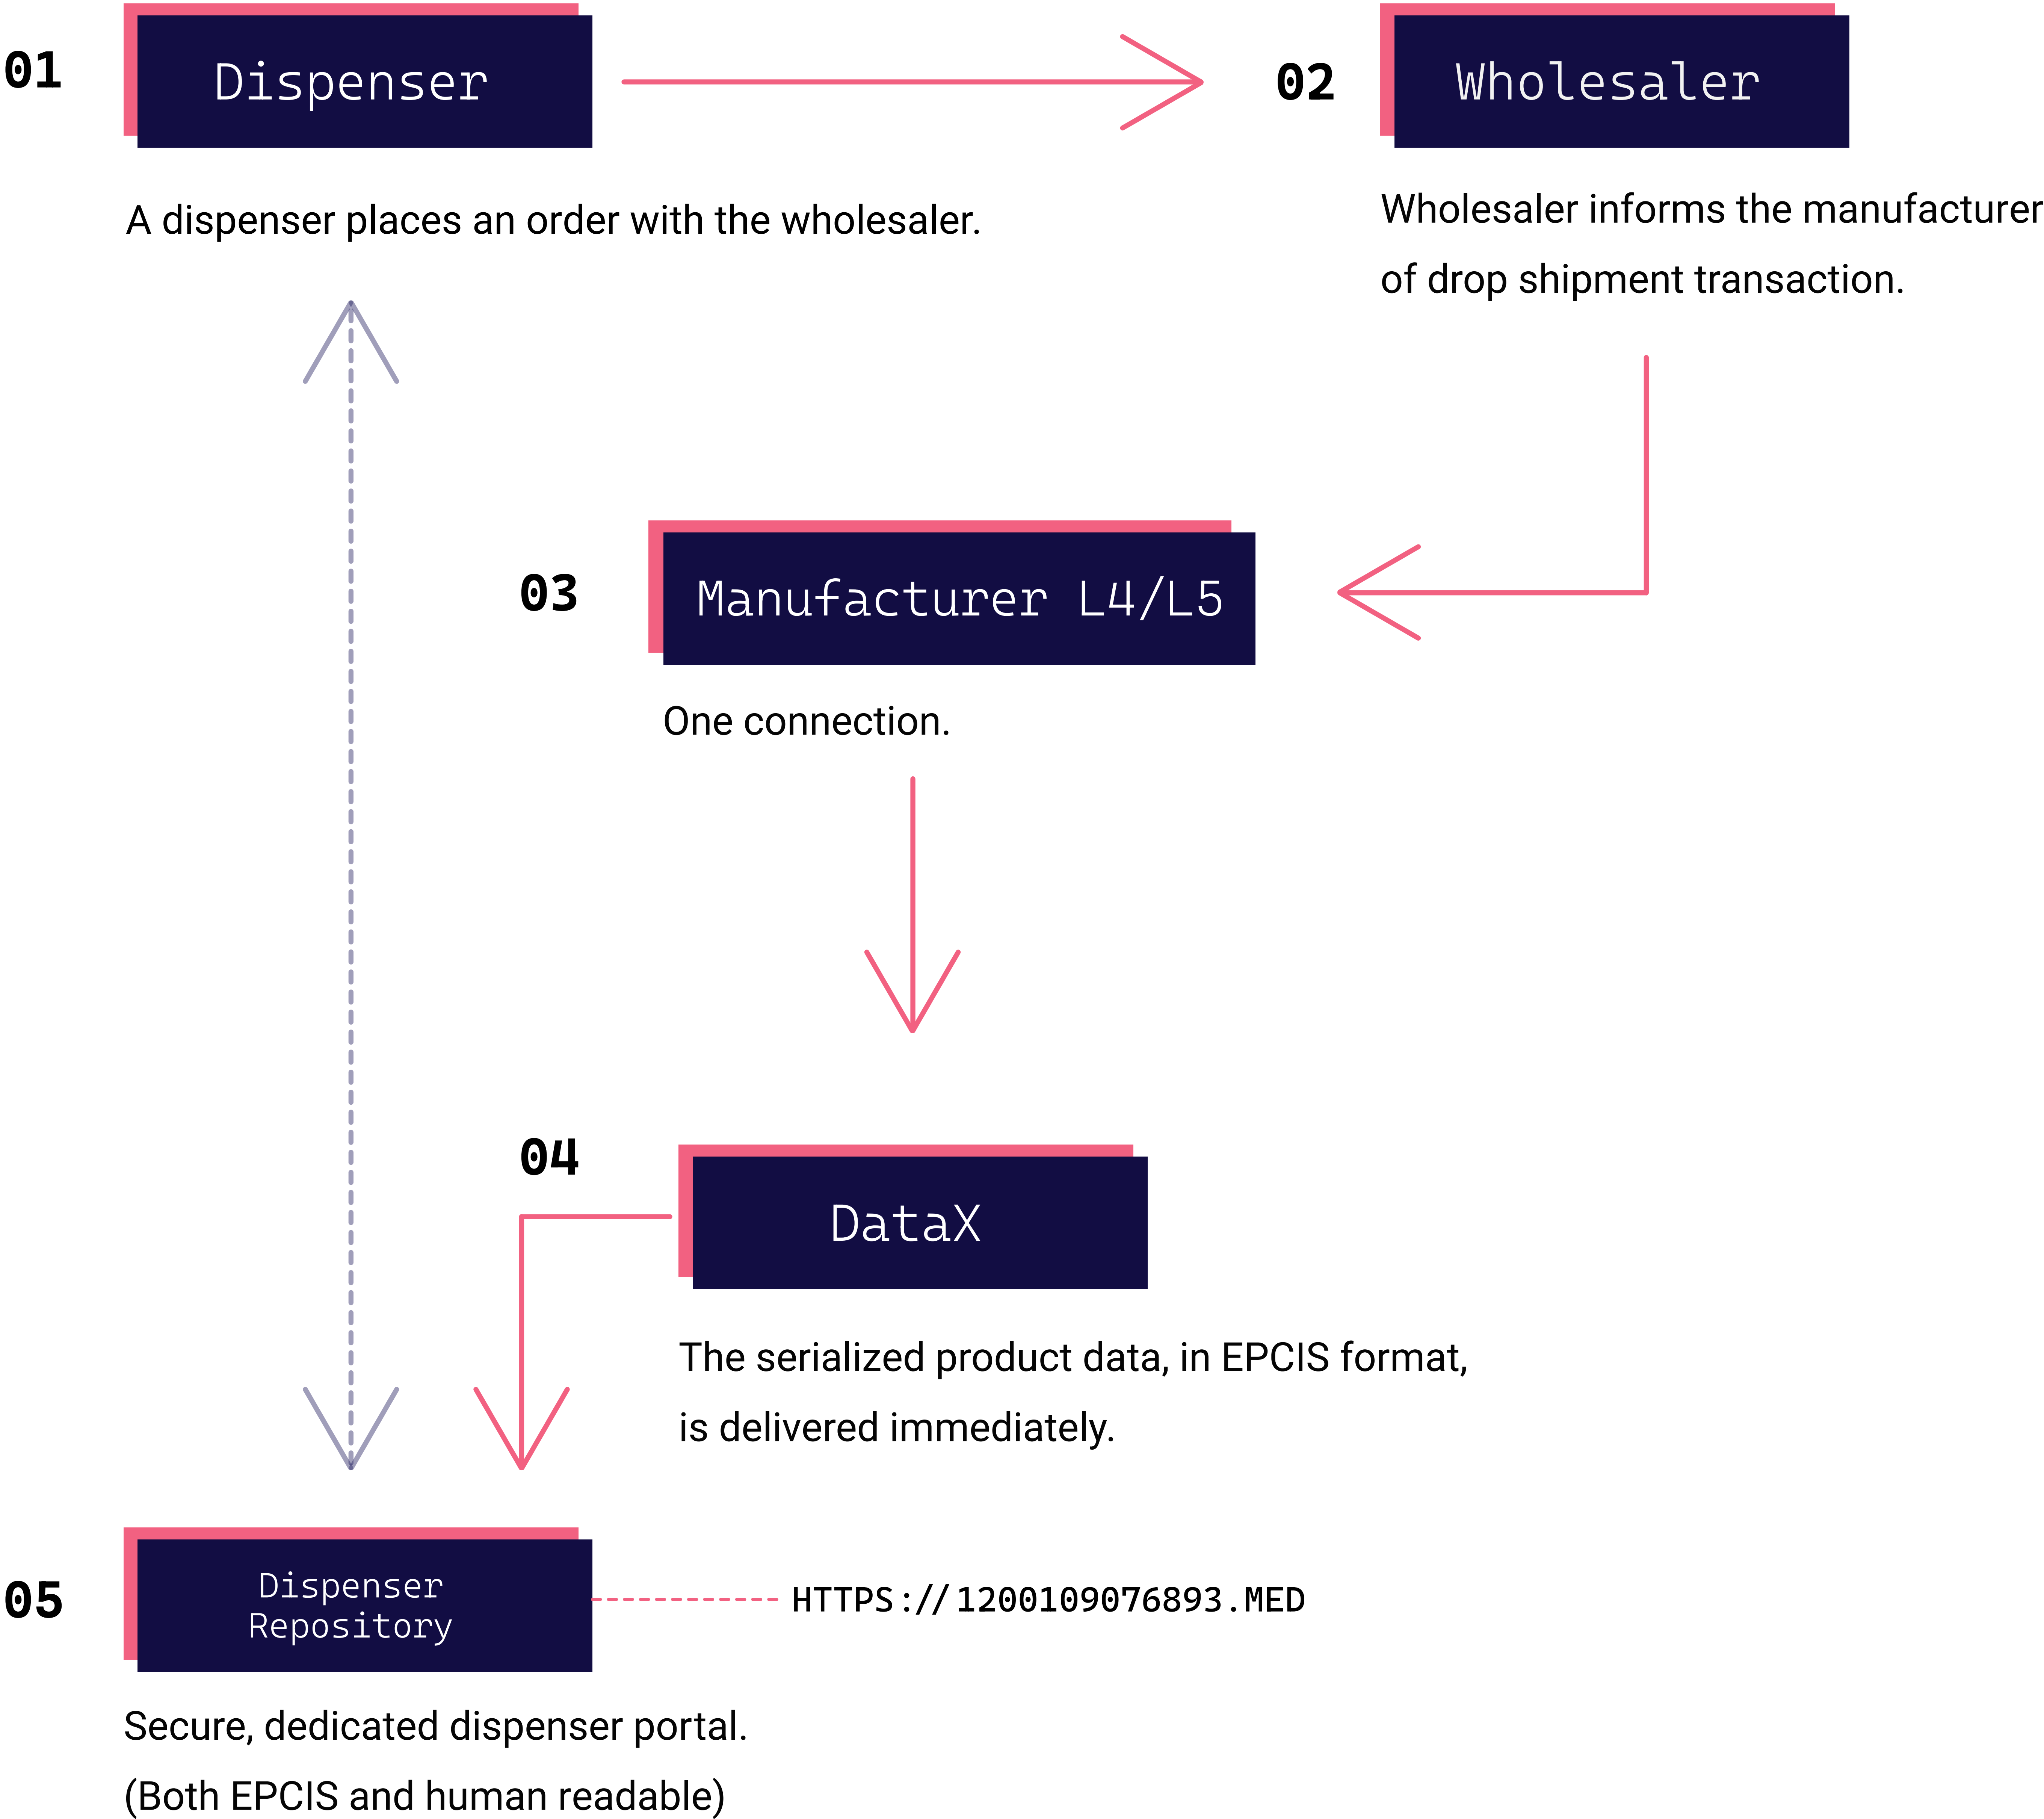 01
Dispenser
A dispenser places an order with the wholesaler.
02
Wholesaler
Wholesaler informs the manufacturer
of drop shipment transaction.
03
Manufacturer L4/L5
One connection.
04
DataX
The serialized product data, in EPCIS format,
is delivered immediately.
05
Dispenser
Repository
HTTPS://1200109076893.MED
Secure, dedicated dispenser portal.
(Both EPCIS and human readable)